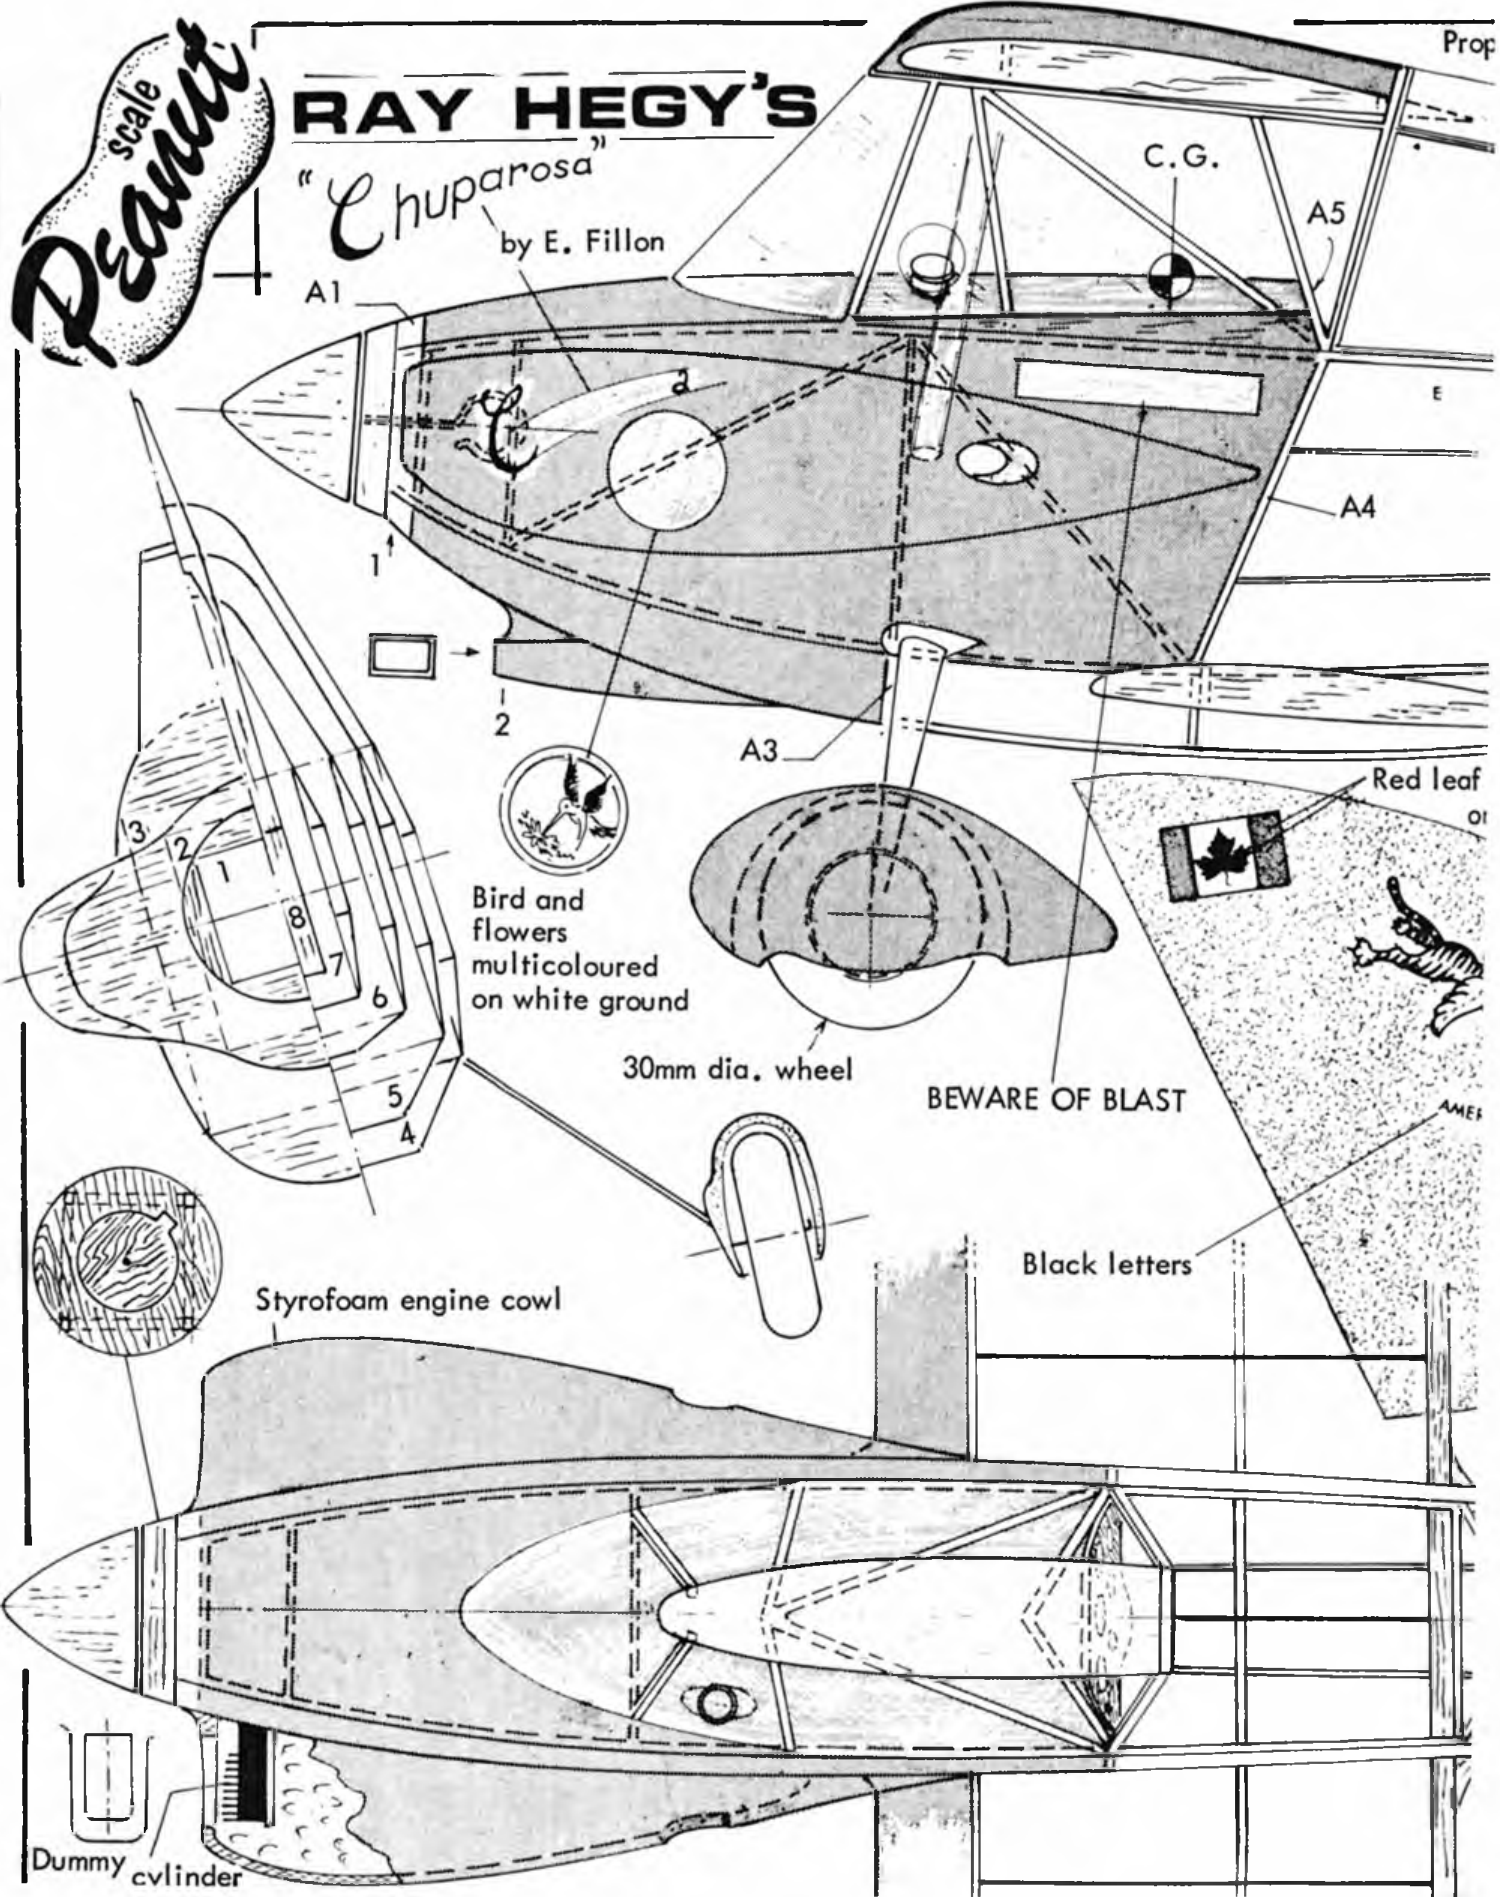 scale
Peanut
RAY HEGY'S
"Chuparosa"
by E. Fillon
Prop
C.G.
A5
A1
E
A4
1
2
A3
Red leaf
3
2
1
8
7
6
5
4
Bird and
flowers
multicoloured
on white ground
30mm dia. wheel
BEWARE OF BLAST
AMER
Black letters
Styrofoam engine cowl
Dummy
cylinder